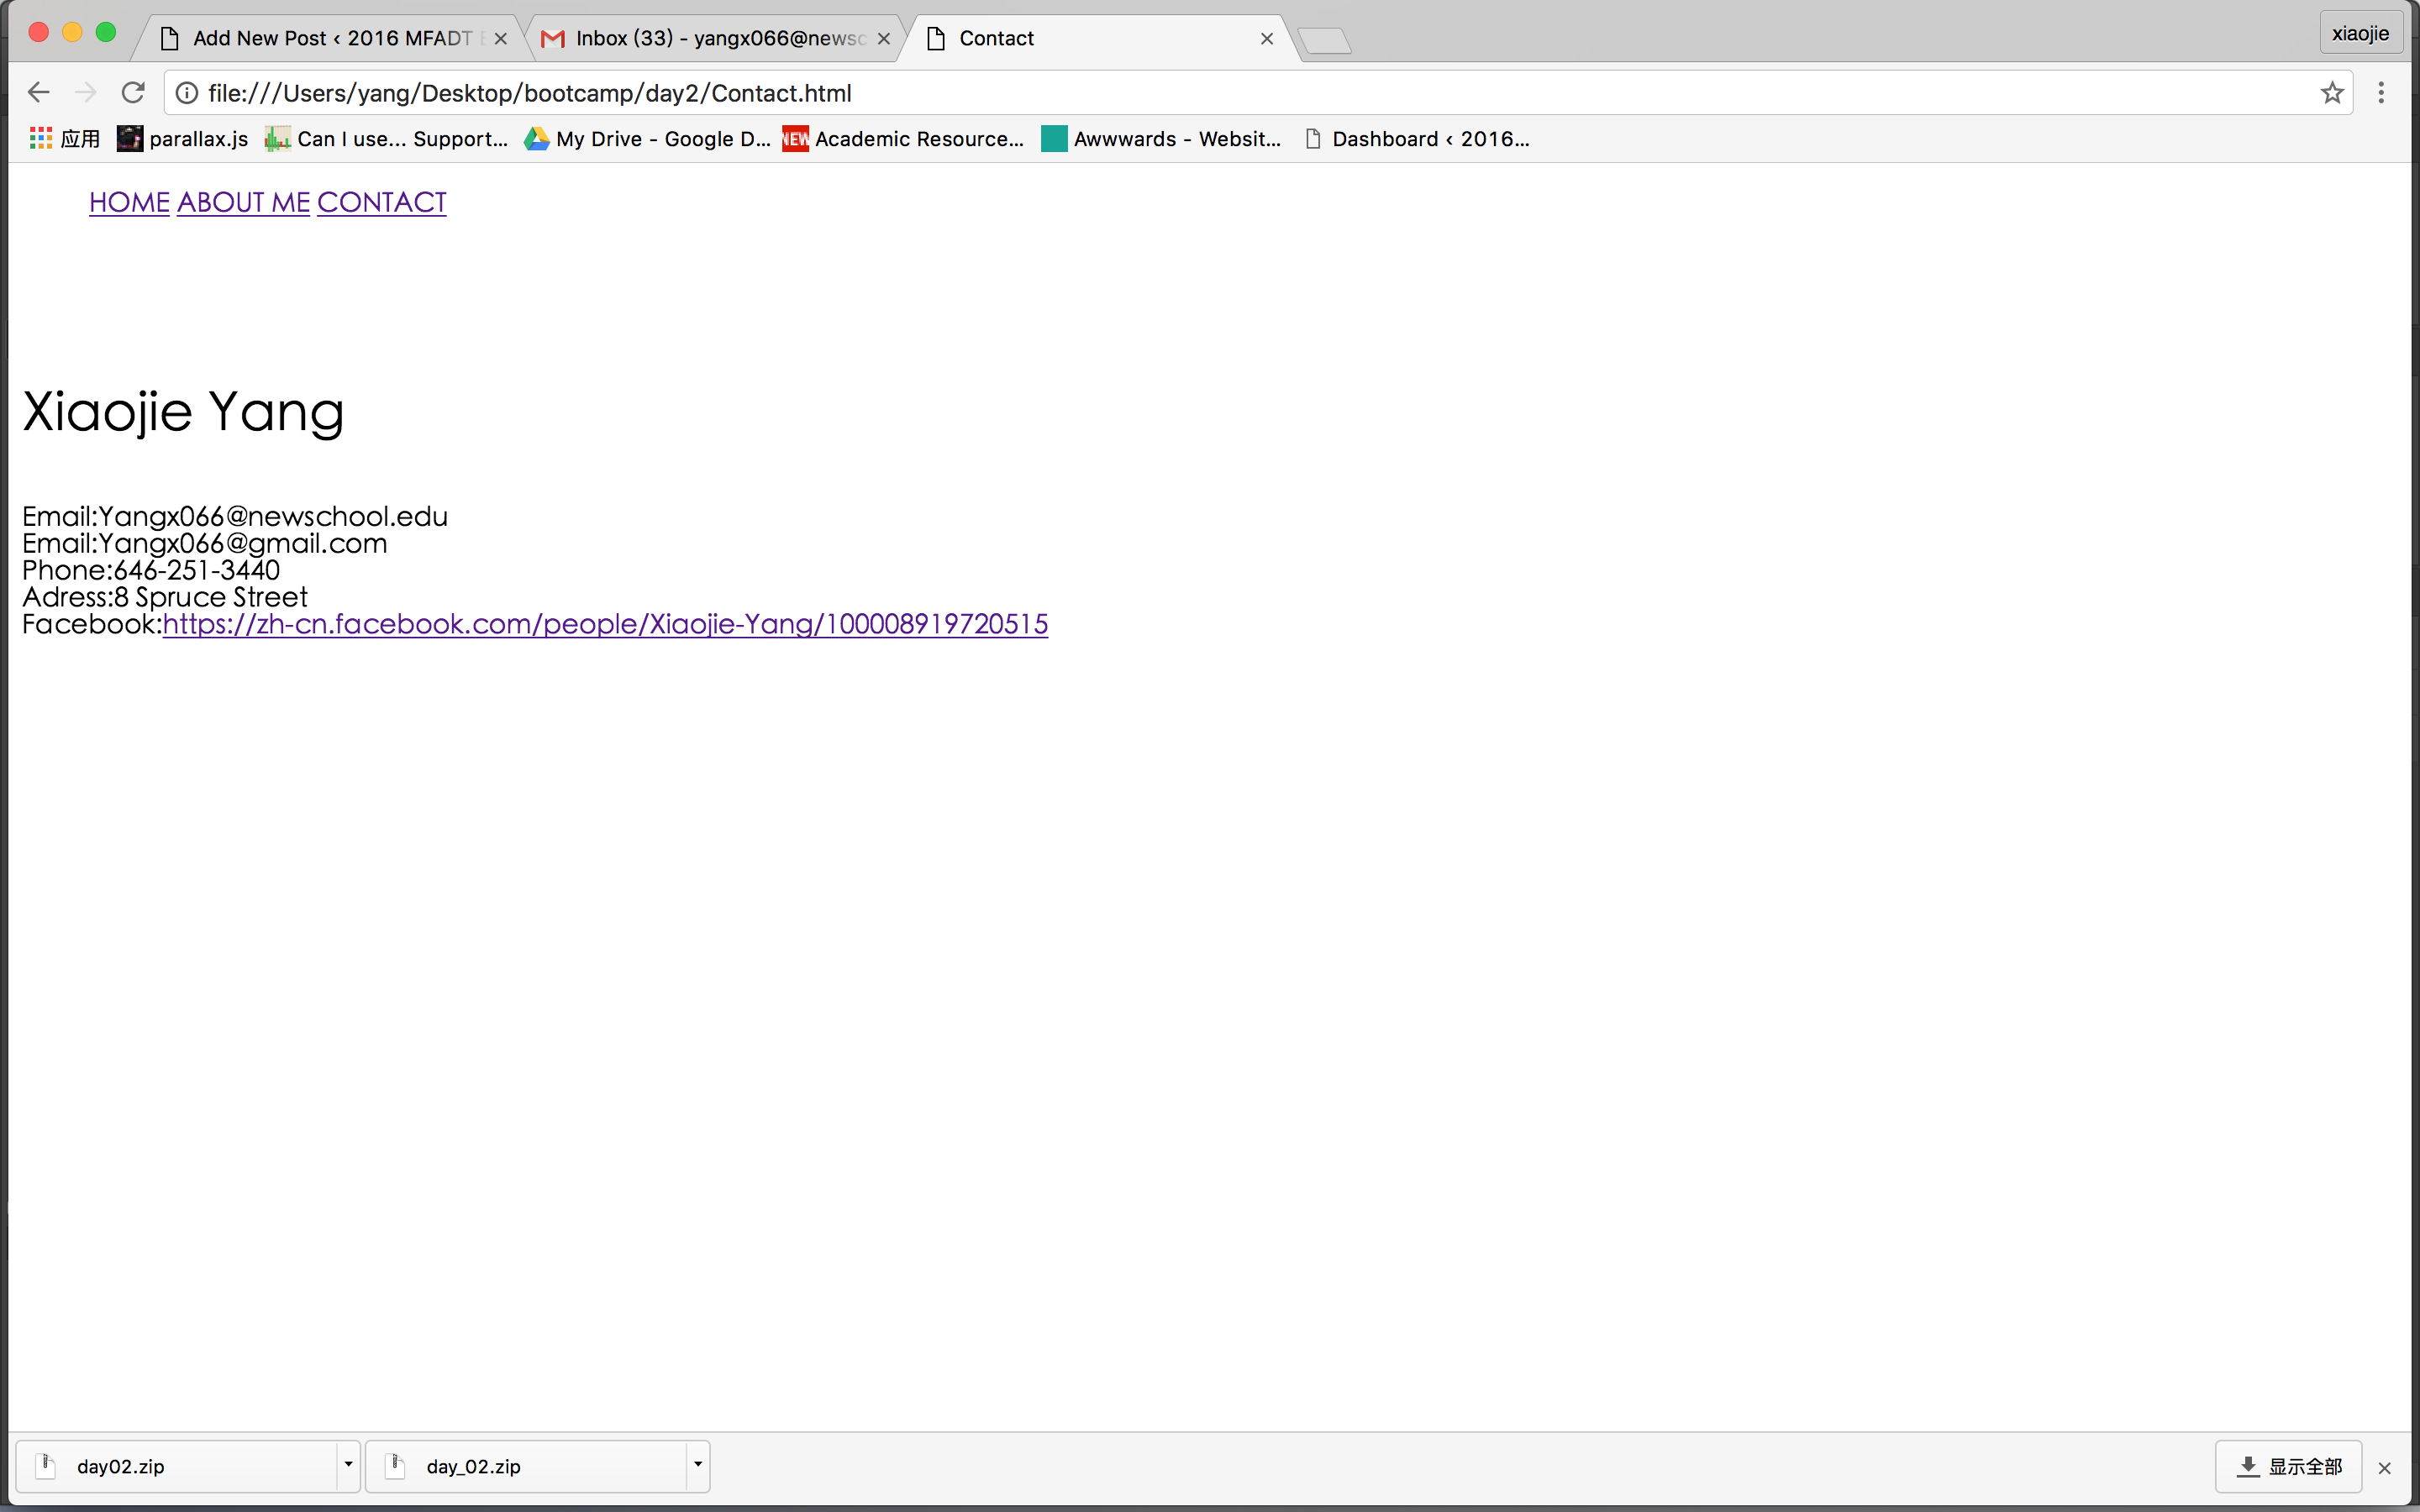 Add New Post ‹ 2016 MFADT
Inbox (33) - yangx066@newsc
Contact
xiaojie
file:///Users/yang/Desktop/bootcamp/day2/Contact.html
应用 parallax.js Can I use... Support... My Drive - Google D... NEW Academic Resource... Awwwards - Websit... Dashboard ‹ 2016...
HOME ABOUT ME CONTACT
Xiaojie Yang
Email:Yangx066@newschool.edu
Email:Yangx066@gmail.com
Phone:646-251-3440
Adress:8 Spruce Street
Facebook:https://zh-cn.facebook.com/people/Xiaojie-Yang/100008919720515
day02.zip day_02.zip 显示全部